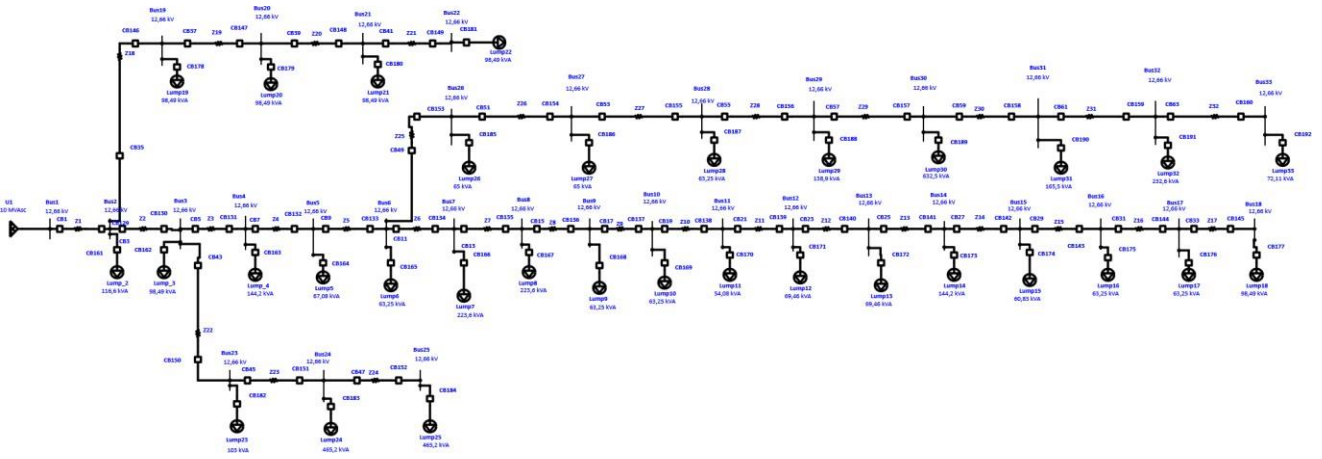 Bus19
12,66 kV
Bus20
12,66 kV
Bus21
12,66 kV
Bus22
12,66 kV
CB146
CB37
Z19
CB147
CB39
Z20
CB148
CB41
Z21
CB149
CB181
Z18
CB178
CB179
CB180
Lump22
98,49 kVA
Lump19
98,49 kVA
Lump20
98,49 kVA
Lump21
98,49 kVA
CB35
Bus26
12,66 kV
Bus27
12,66 kV
Bus28
12,66 kV
Bus29
12,66 kV
Bus30
12,66 kV
Bus31
12,66 kV
Bus32
12,66 kV
Bus33
12,66 kV
CB153
CB51
Z26
CB154
CB53
Z27
CB155
CB55
Z28
CB156
CB57
Z29
CB157
CB59
Z30
CB158
CB61
Z31
CB159
CB63
Z32
CB160
Z25
CB49
CB185
CB186
CB187
CB188
CB189
CB190
CB191
CB192
Lump26
65 kVA
Lump27
65 kVA
Lump28
63,25 kVA
Lump29
138,9 kVA
Lump30
632,5 kVA
Lump31
165,5 kVA
Lump32
232,6 kVA
Lump33
72,11 kVA
U1
10 MVAsc
Bus1
12,66 kV
Bus2
12,66 kV
Bus3
12,66 kV
Bus4
12,66 kV
Bus5
12,66 kV
Bus6
12,66 kV
Bus7
12,66 kV
Bus8
12,66 kV
Bus9
12,66 kV
Bus10
12,66 kV
Bus11
12,66 kV
Bus12
12,66 kV
Bus13
12,66 kV
Bus14
12,66 kV
Bus15
12,66 kV
Bus16
12,66 kV
Bus17
12,66 kV
Bus18
12,66 kV
CB1
Z1
CB129
CB3
Z2
CB130
CB5
Z3
CB131
CB7
Z4
CB132
CB9
Z5
CB133
CB11
Z6
CB134
CB13
Z7
CB135
CB15
Z8
CB136
CB17
Z9
CB137
CB19
Z10
CB138
CB21
Z11
CB139
CB23
Z12
CB140
CB25
Z13
CB141
CB27
Z14
CB142
CB29
Z15
CB143
CB31
Z16
CB144
CB33
Z17
CB145
CB161
CB162
CB43
CB163
CB164
CB165
CB166
CB167
CB168
CB169
CB170
CB171
CB172
CB173
CB174
CB175
CB176
CB177
Lump_2
116,6 kVA
Lump_3
98,49 kVA
Lump_4
144,2 kVA
Lump5
67,08 kVA
Lump6
63,25 kVA
Lump7
223,6 kVA
Lump8
223,6 kVA
Lump9
63,25 kVA
Lump10
63,25 kVA
Lump11
54,08 kVA
Lump12
69,46 kVA
Lump13
69,46 kVA
Lump14
144,2 kVA
Lump15
60,83 kVA
Lump16
63,25 kVA
Lump17
63,25 kVA
Lump18
98,49 kVA
Z22
CB150
Bus23
12,66 kV
Bus24
12,66 kV
Bus25
12,66 kV
CB45
Z23
CB151
CB47
Z24
CB152
CB182
CB183
CB184
Lump23
103 kVA
Lump24
465,2 kVA
Lump25
465,2 kVA